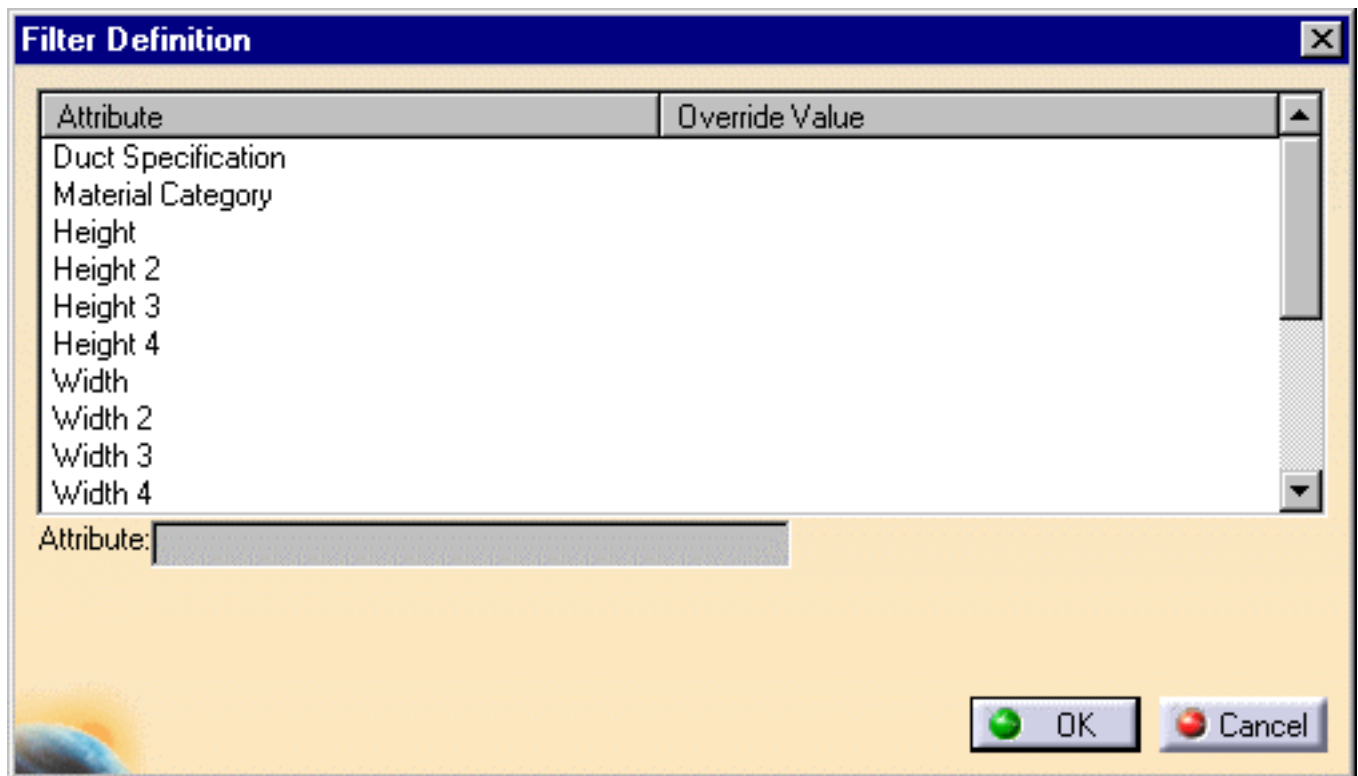 Filter Definition
Attribute Override Value
Duct Specification
Material Category
Height
Height 2
Height 3
Height 4
Width
Width 2
Width 3
Width 4
Attribute:
OK Cancel